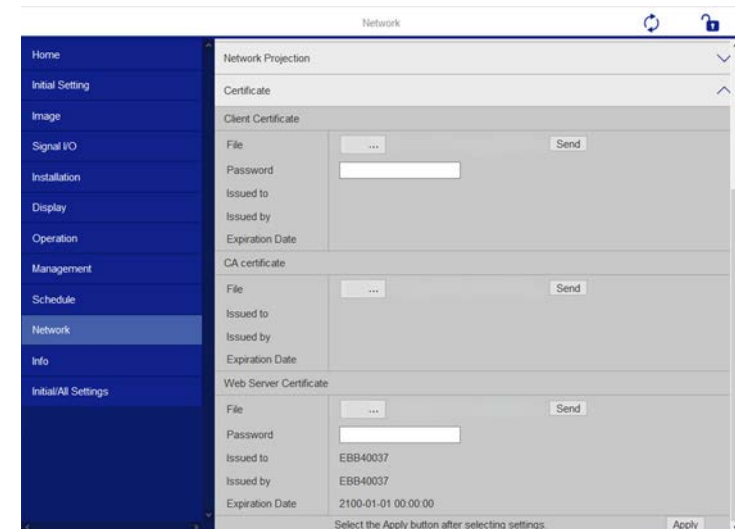 Network
Home
Initial Setting
Image
Signal I/O
Installation
Display
Operation
Management
Schedule
Network
Info
Initial/All Settings
Network Projection
Certificate
Client Certificate
File ... Send
Password
Issued to
Issued by
Expiration Date
CA certificate
File ... Send
Issued to
Issued by
Expiration Date
Web Server Certificate
File ... Send
Password
Issued to EBB40037
Issued by EBB40037
Expiration Date 2100-01-01 00:00:00
Select the Apply button after selecting settings. Apply